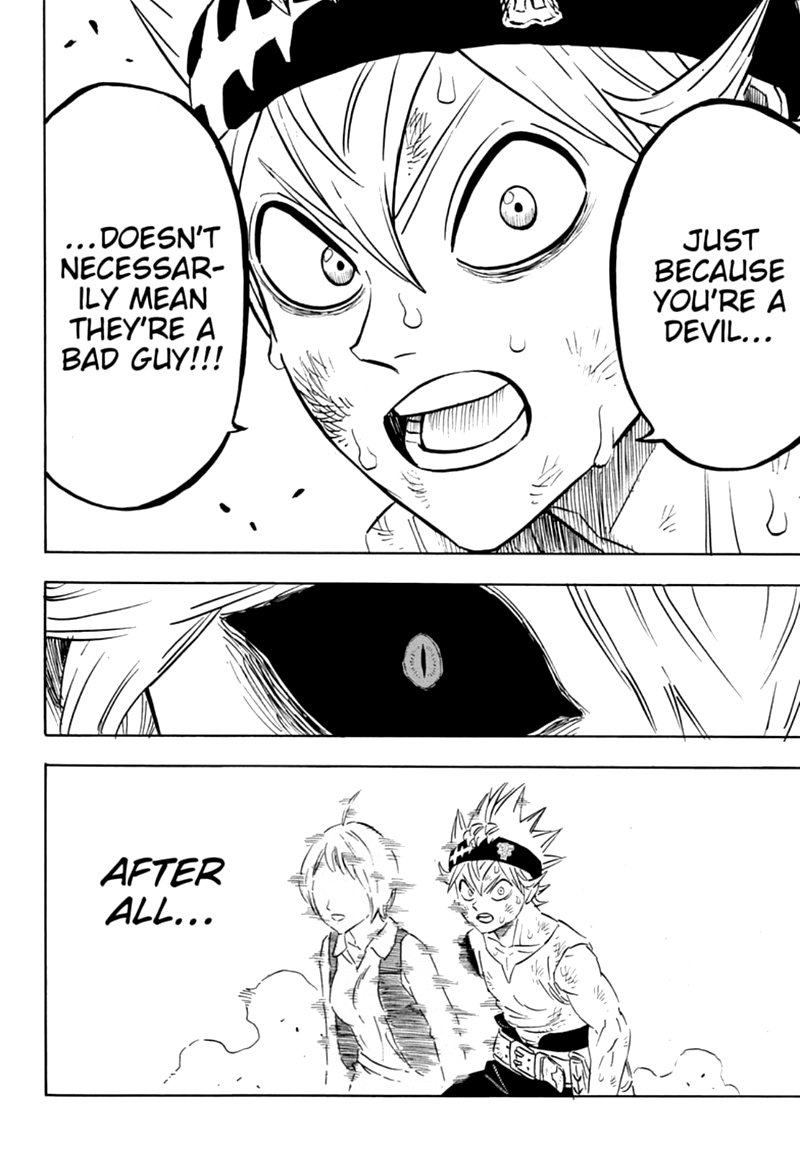 JUST
BECAUSE
YOU'RE A
DEVIL...
...DOESN'T
NECESSAR-
ILY MEAN
THEY'RE A
BAD GUY!!!
AFTER
ALL...